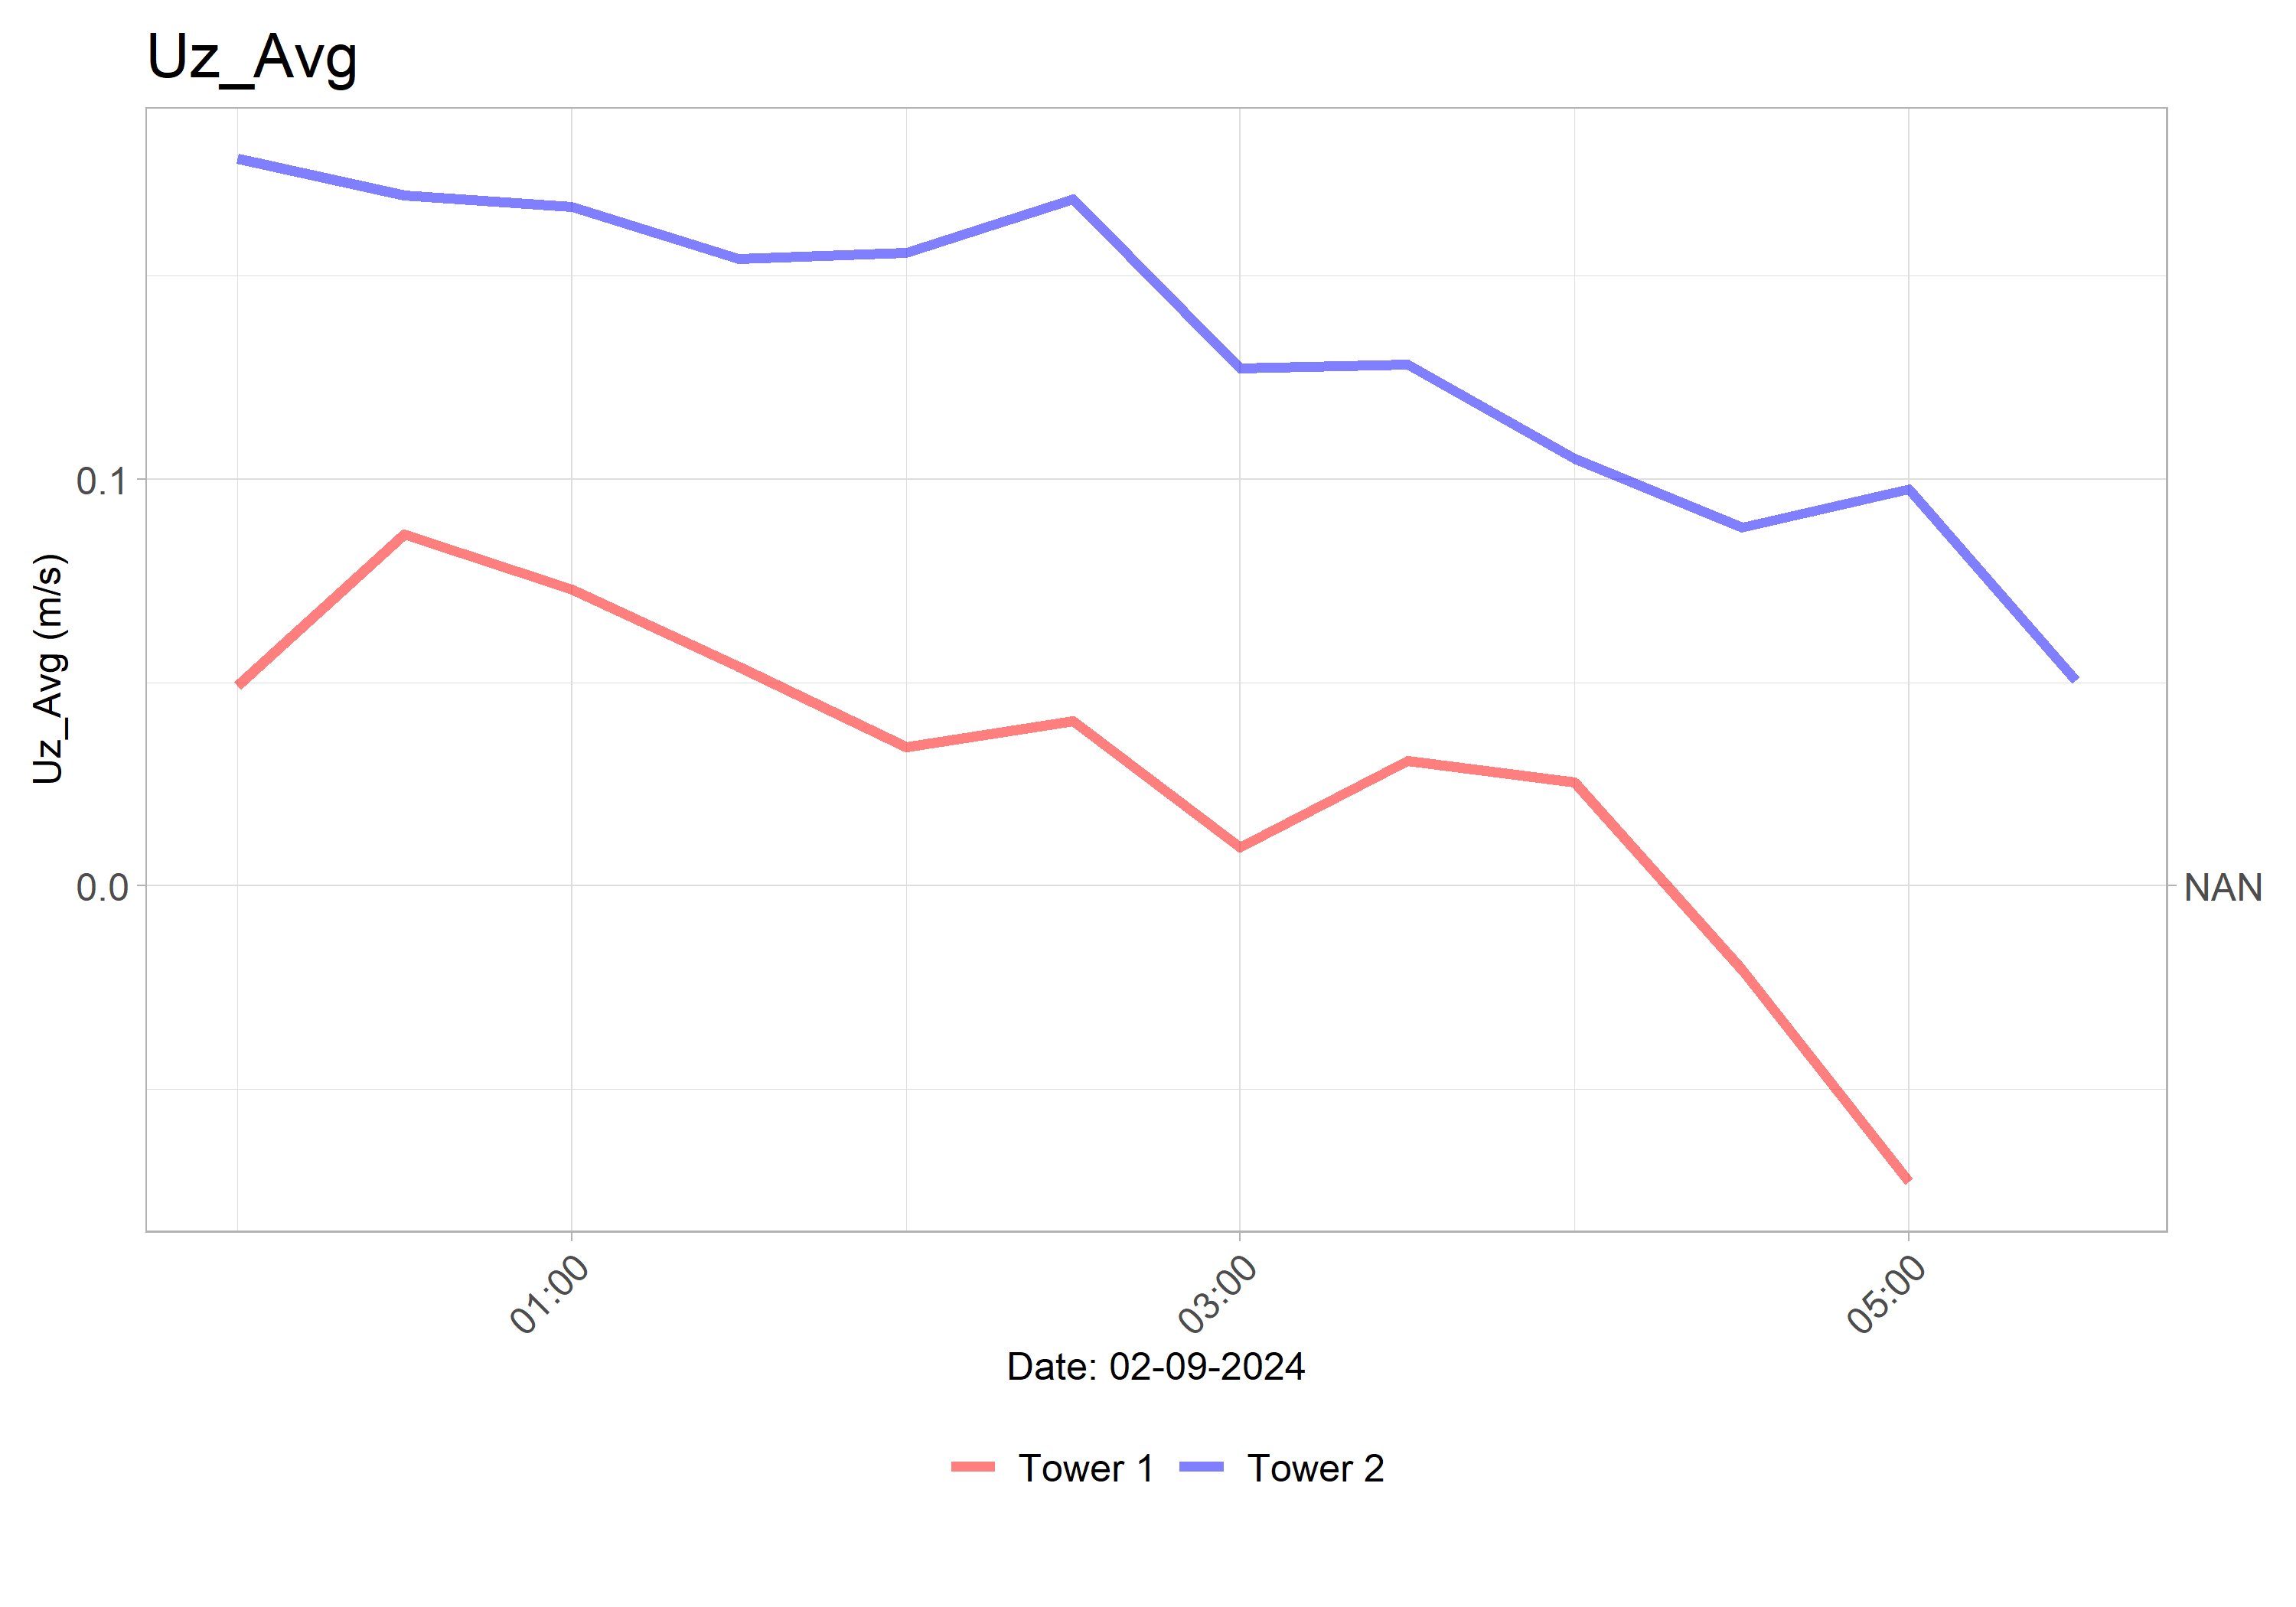 Uz_Avg
Uz_Avg (m/s)
0.1
0.0
NAN
01:00
03:00
05:00
Date: 02-09-2024
Tower 1
Tower 2